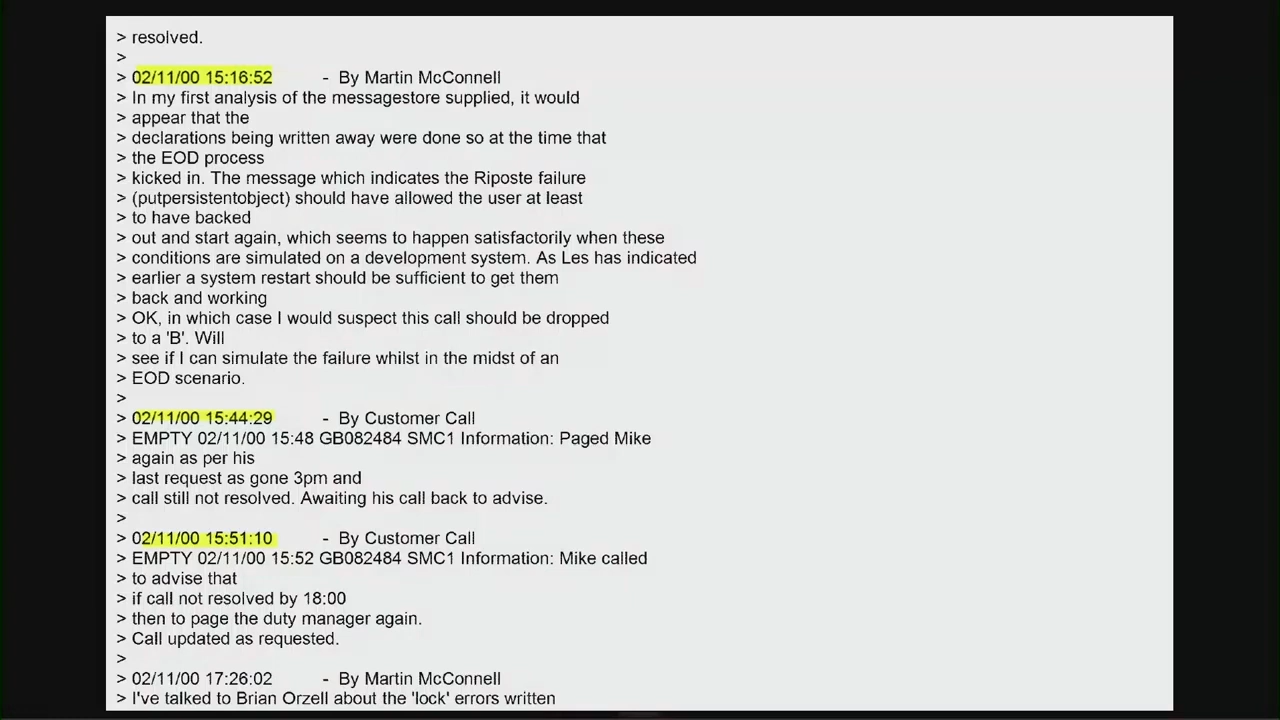 > resolved.
>
> 02/11/00 15:16:52 - By Martin McConnell
> In my first analysis of the messagestore supplied, it would
> appear that the
> declarations being written away were done so at the time that
> the EOD process
> kicked in. The message which indicates the Riposte failure
> (putpersistentobject) should have allowed the user at least
> to have backed
> out and start again, which seems to happen satisfactorily when these
> conditions are simulated on a development system. As Les has indicated
> earlier a system restart should be sufficient to get them
> back and working
> OK, in which case I would suspect this call should be dropped
> to a 'B'. Will
> see if I can simulate the failure whilst in the midst of an
> EOD scenario.
>
> 02/11/00 15:44:29 - By Customer Call
> EMPTY 02/11/00 15:48 GB082484 SMC1 Information: Paged Mike
> again as per his
> last request as gone 3pm and
> call still not resolved. Awaiting his call back to advise.
>
> 02/11/00 15:51:10 - By Customer Call
> EMPTY 02/11/00 15:52 GB082484 SMC1 Information: Mike called
> to advise that
> if call not resolved by 18:00
> then to page the duty manager again.
> Call updated as requested.
>
> 02/11/00 17:26:02 - By Martin McConnell
> I've talked to Brian Orzell about the 'lock' errors written